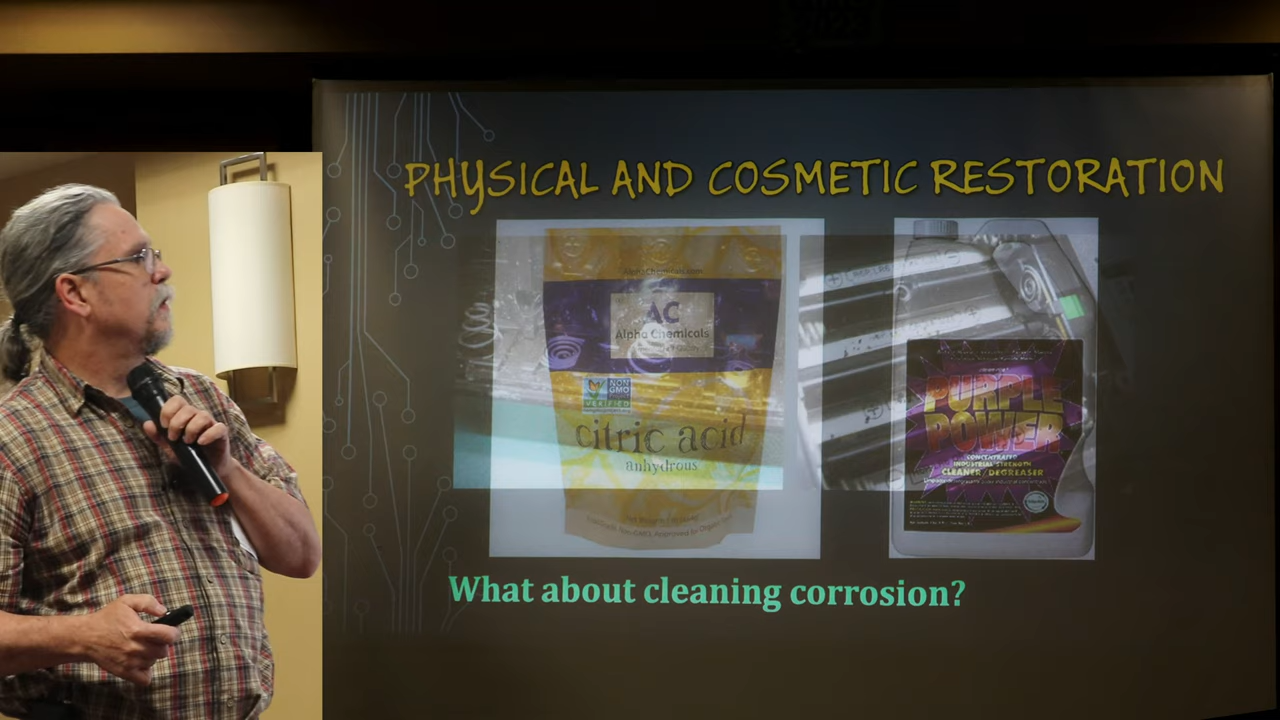 PHYSICAL AND COSMETIC RESTORATION
AC
Alpha Chemicals
NON
GMO
VERIFIED
citric acid
anhydrous
PURPLE
POWER
CONCENTRATED
INDUSTRIAL STRENGTH
CLEANER/DEGREASER
What about cleaning corrosion?